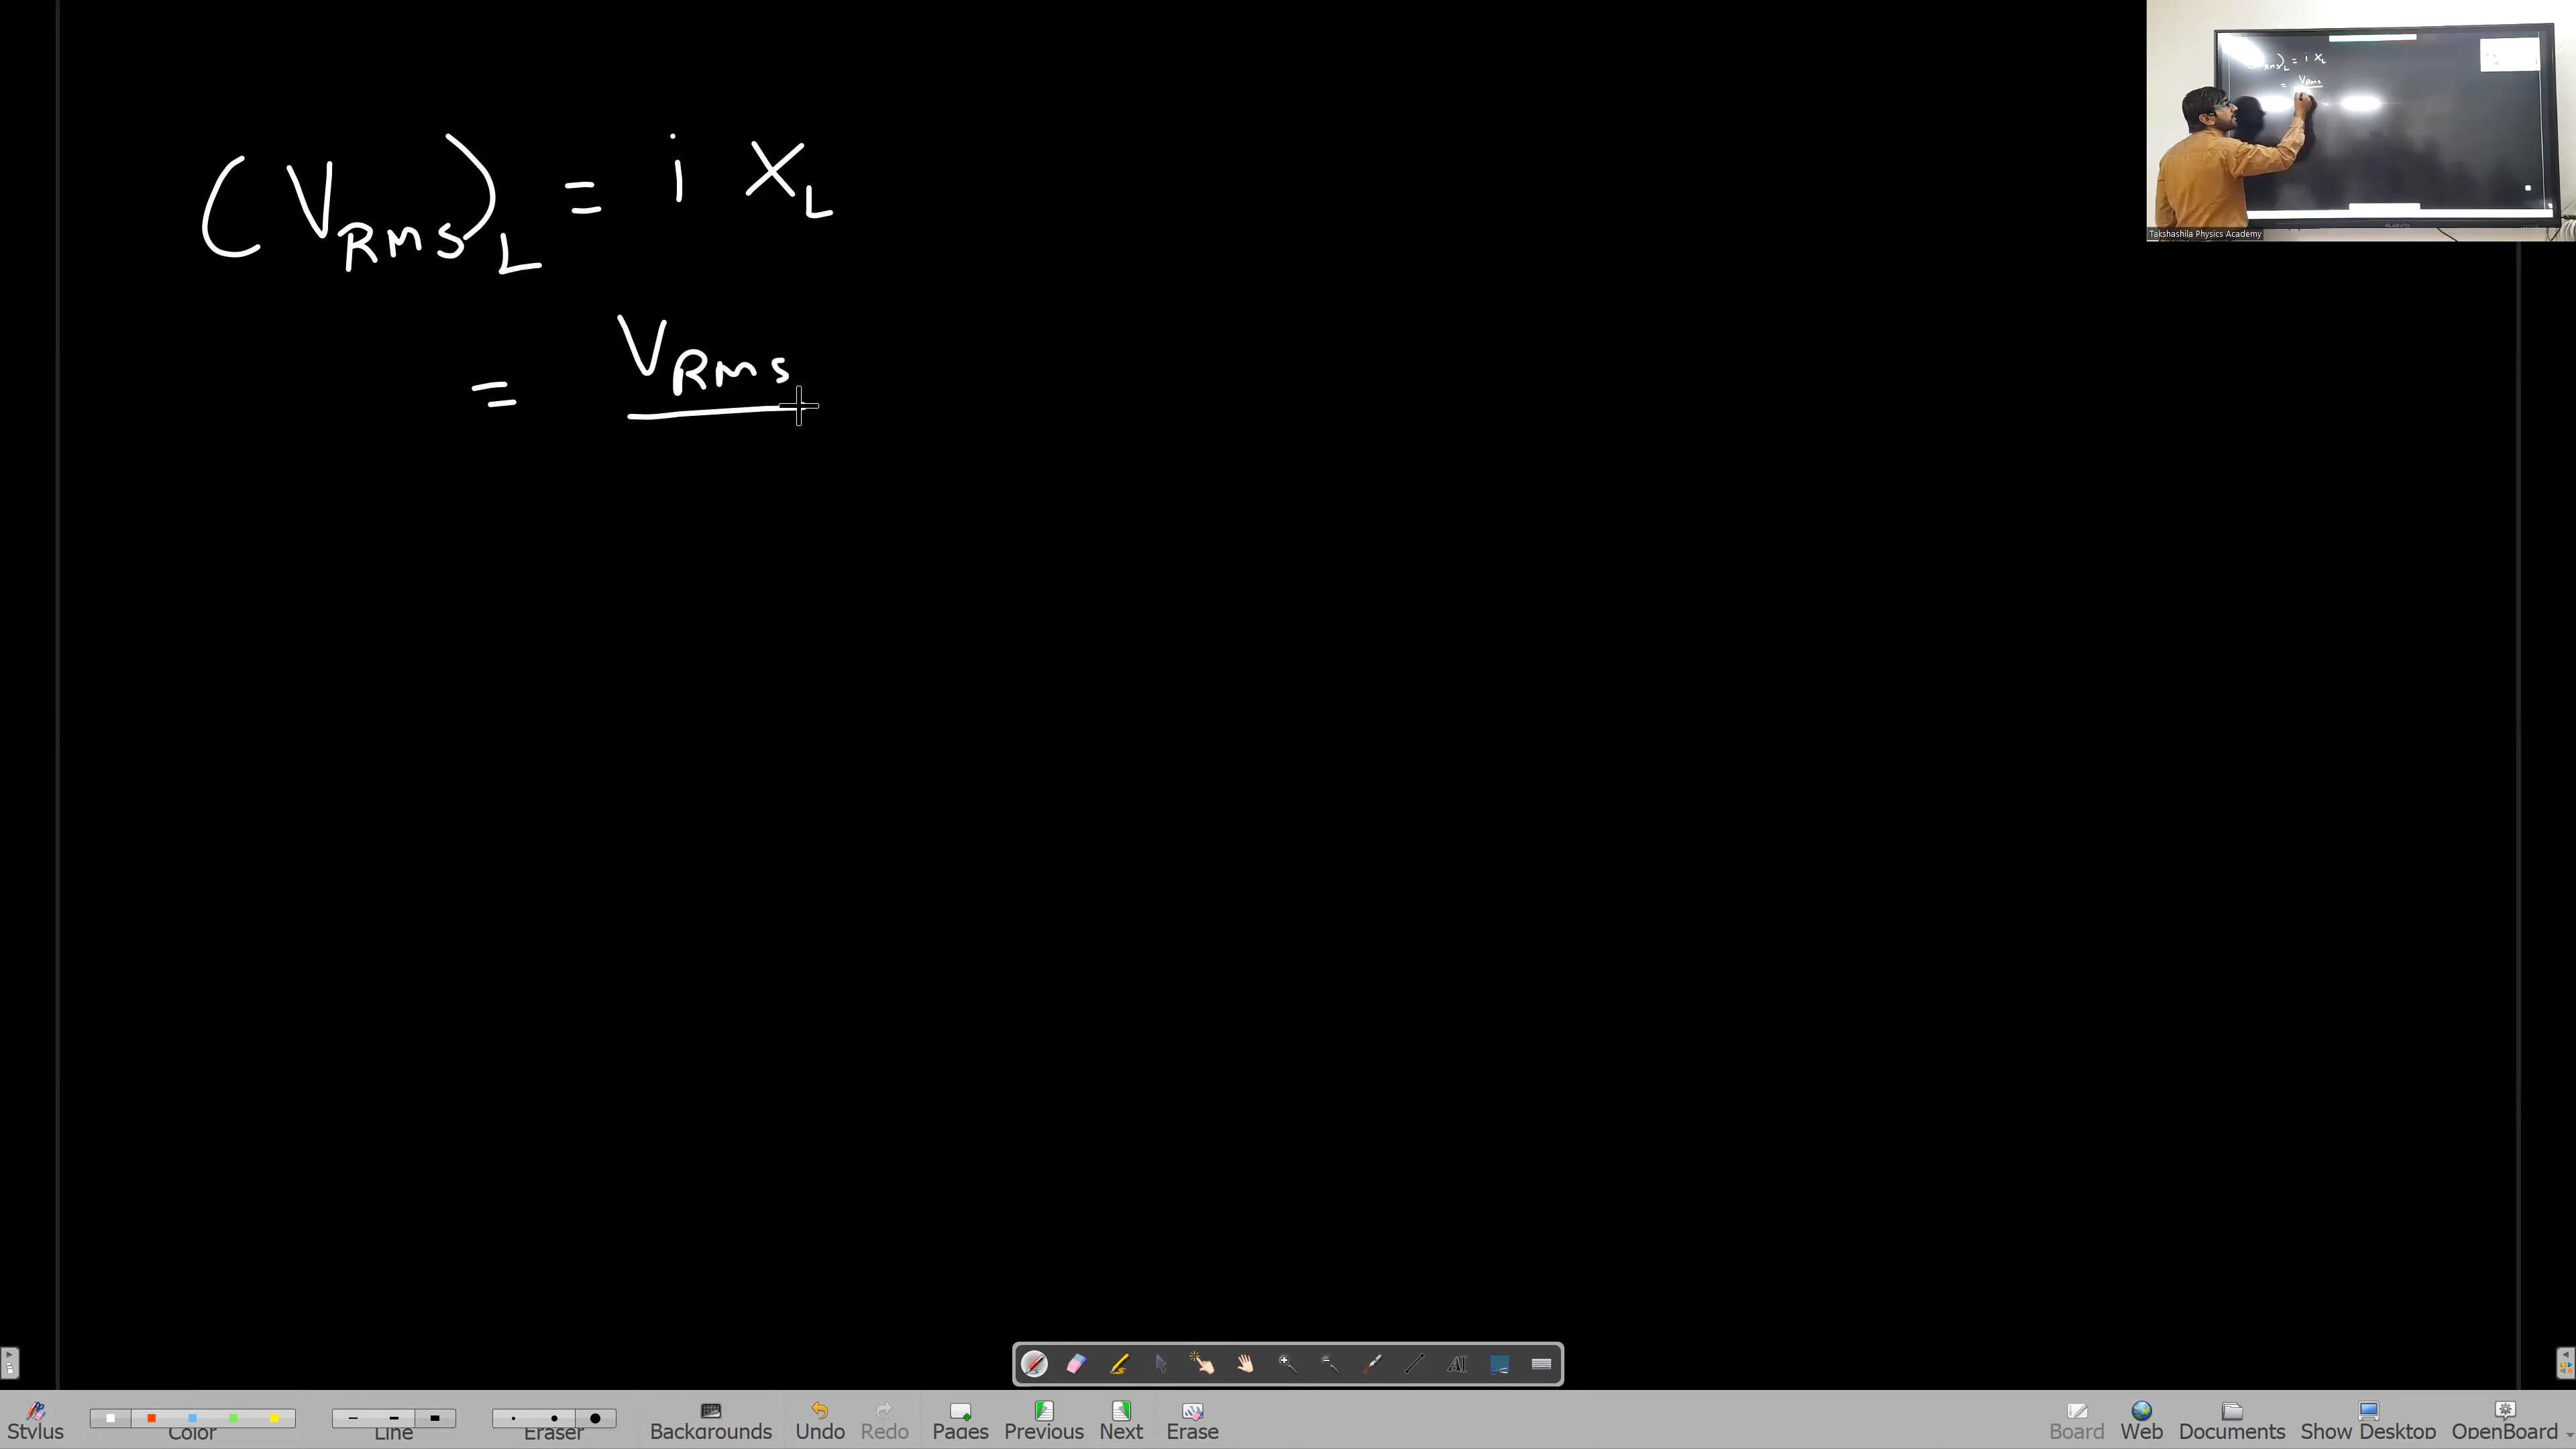 (V_RMS)_L = i X_L
= V_RMS
Takshashila Physics Academy
Stylus Color Line Eraser Backgrounds Undo Redo Pages Previous Next Erase Board Web Documents Show Desktop OpenBoard